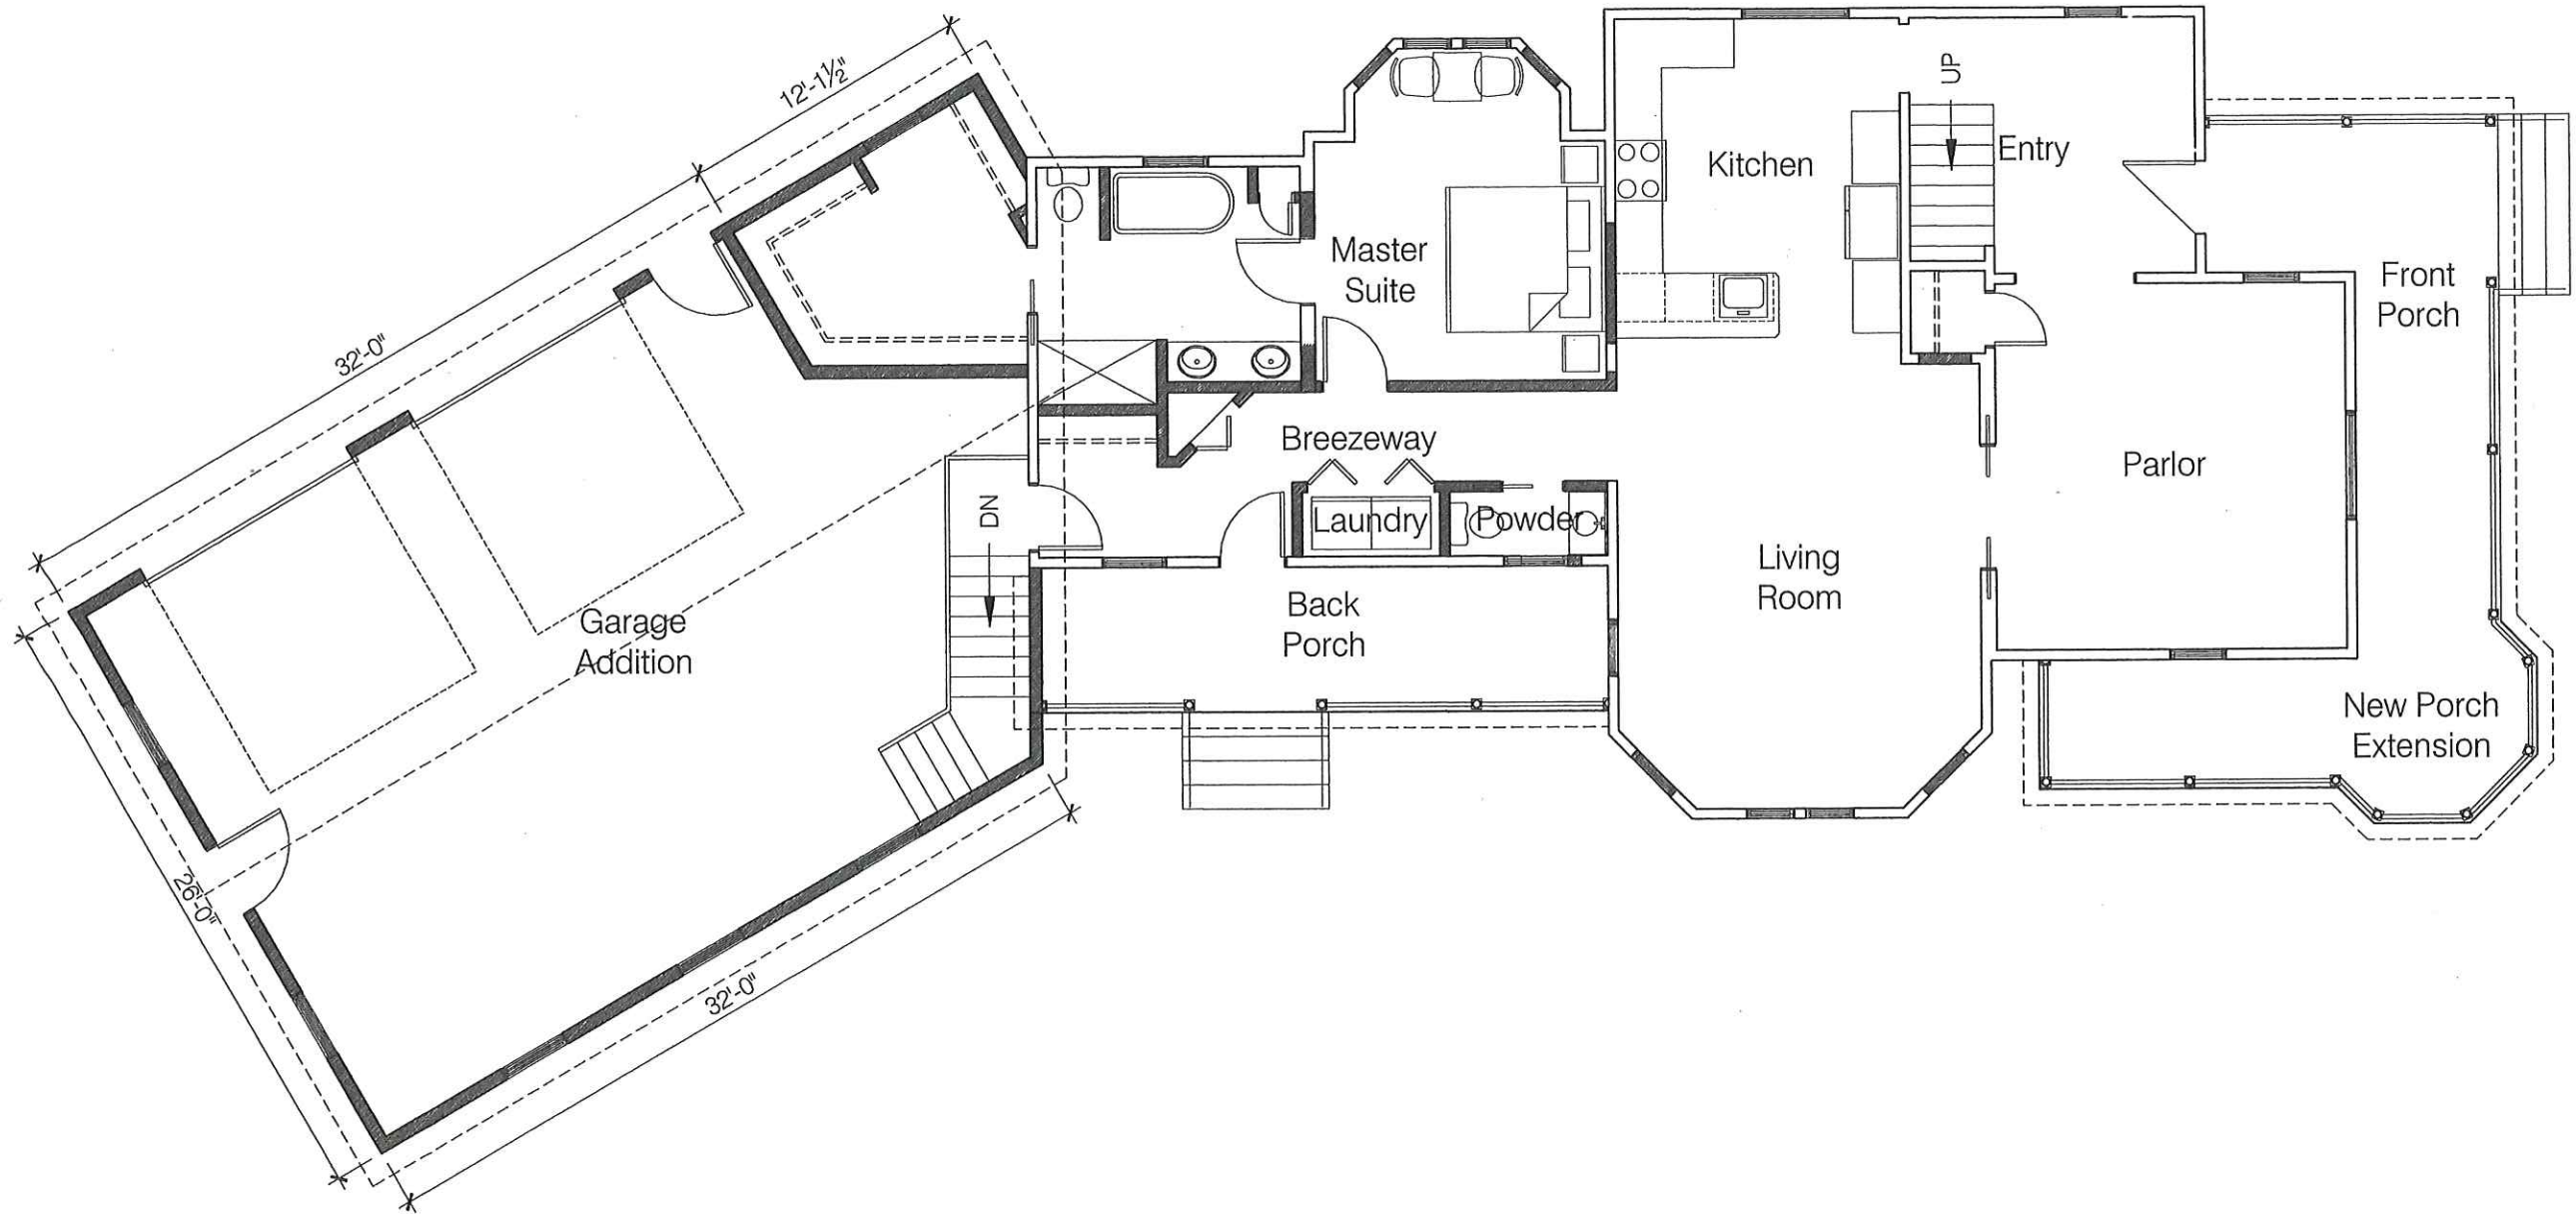 12'-1½"
UP
Kitchen
Entry
Master
Suite
Front
Porch
32'-0"
Breezeway
Parlor
DN
Laundry
Powder
Living
Room
Back
Porch
Garage
Addition
New Porch
Extension
26'-0"
32'-0"